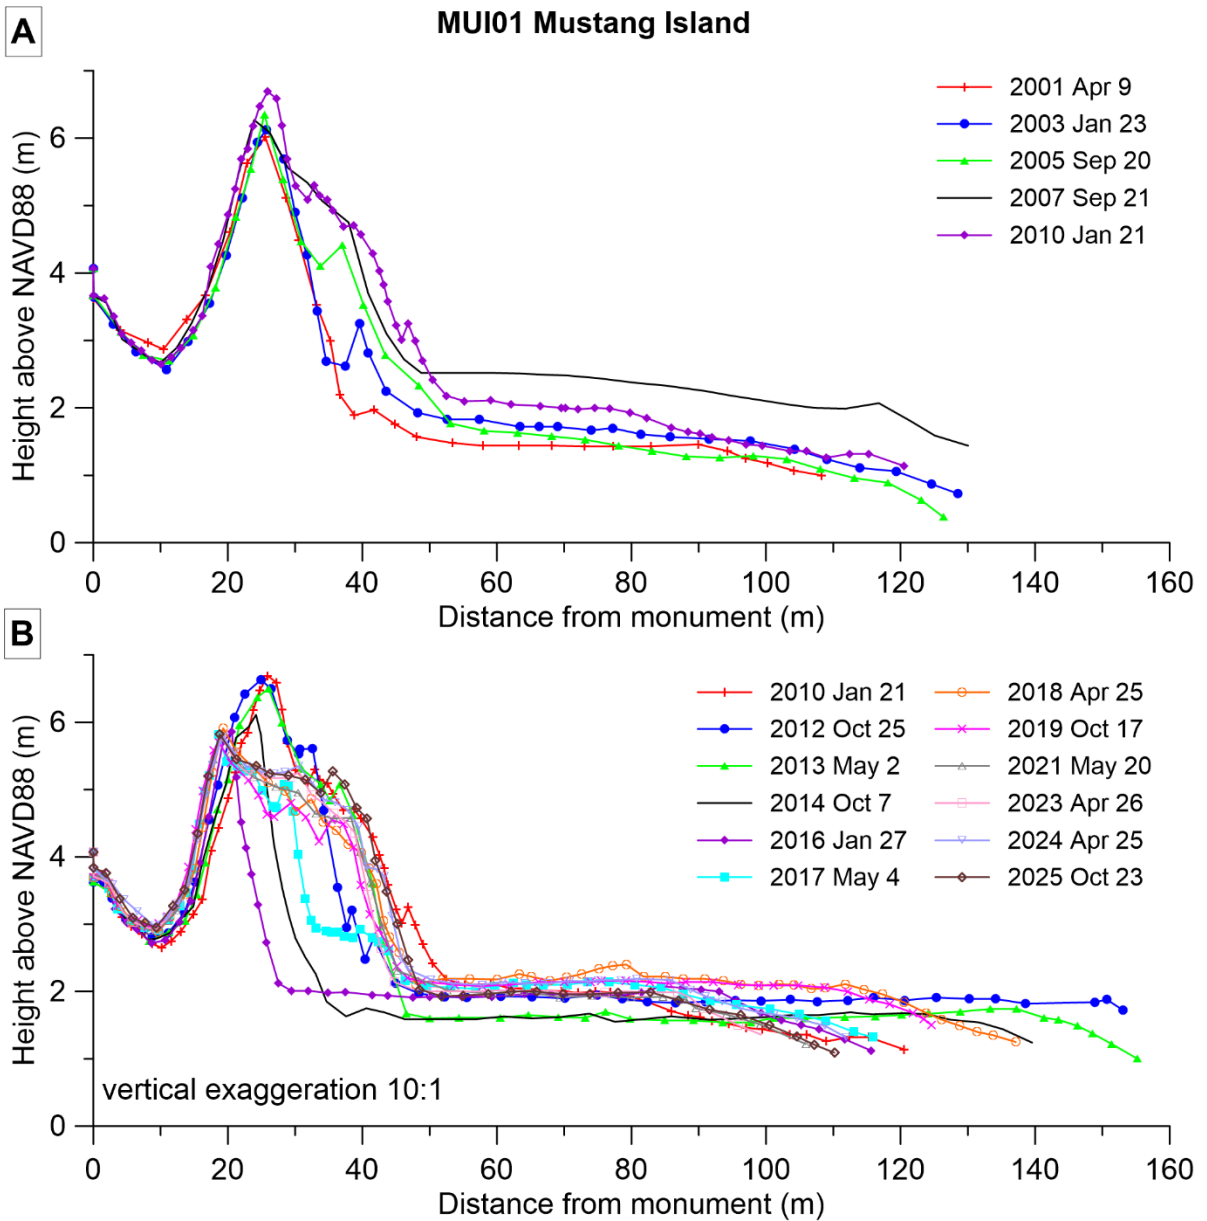 MUI01 Mustang Island
A
Height above NAVD88 (m)
6
4
2
0
2001 Apr 9
2003 Jan 23
2005 Sep 20
2007 Sep 21
2010 Jan 21
0 20 40 60 80 100 120 140 160
Distance from monument (m)
B
Height above NAVD88 (m)
6
4
2
0
2010 Jan 21
2012 Oct 25
2013 May 2
2014 Oct 7
2016 Jan 27
2017 May 4
2018 Apr 25
2019 Oct 17
2021 May 20
2023 Apr 26
2024 Apr 25
2025 Oct 23
vertical exaggeration 10:1
0 20 40 60 80 100 120 140 160
Distance from monument (m)